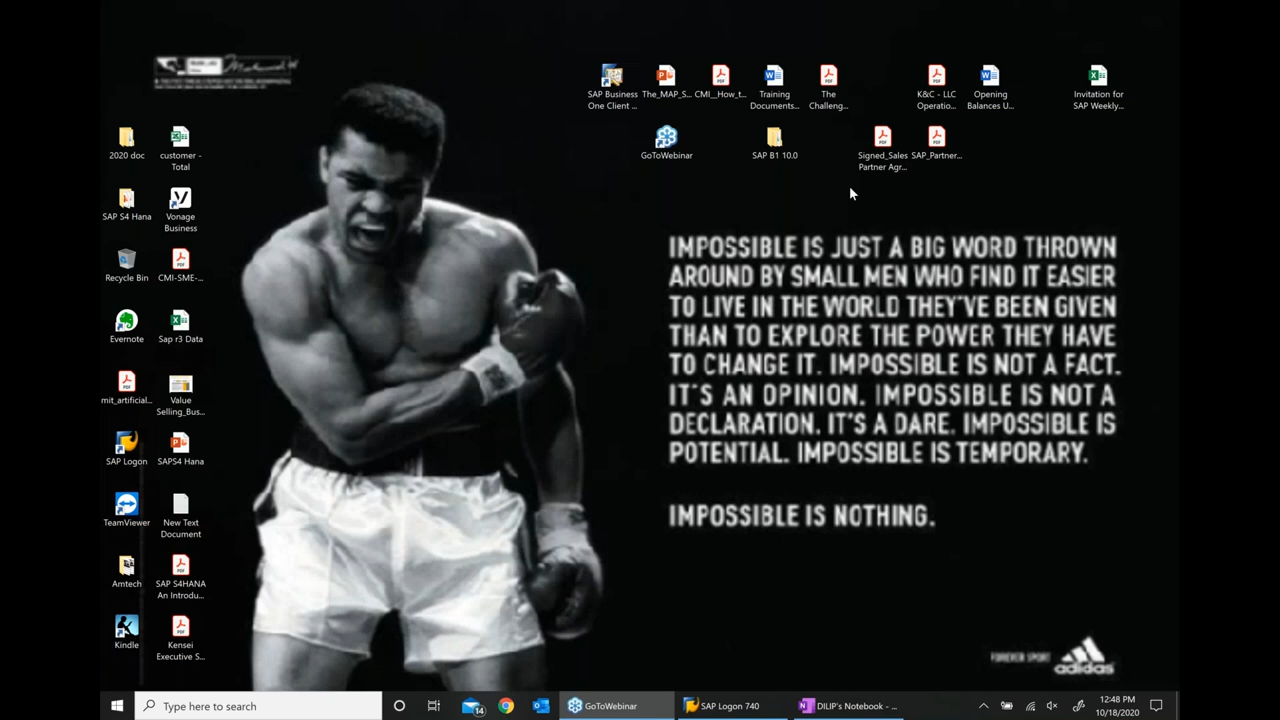 SAP Business
One Client ...
The_MAP_S...
CMI__How_t...
Training
Documents...
The
Challeng...
K&C - LLC
Operatio...
Opening
Balances U...
Invitation for
SAP Weekly...
GoToWebinar
SAP B1 10.0
Signed_Sales
Partner Agr...
SAP_Partner...
2020 doc
customer -
Total
SAP S4 Hana
Vonage
Business
Recycle Bin
CMI-SME-...
Evernote
Sap r3 Data
mit_artificial...
Value
Selling_Bus...
SAP Logon
SAPS4 Hana
TeamViewer
New Text
Document
Amtech
SAP S4HANA
An Introdu...
Kindle
Kensei
Executive S...
IMPOSSIBLE IS JUST A BIG WORD THROWN
AROUND BY SMALL MEN WHO FIND IT EASIER
TO LIVE IN THE WORLD THEY'VE BEEN GIVEN
THAN TO EXPLORE THE POWER THEY HAVE
TO CHANGE IT. IMPOSSIBLE IS NOT A FACT.
IT'S AN OPINION. IMPOSSIBLE IS NOT A
DECLARATION. IT'S A DARE. IMPOSSIBLE IS
POTENTIAL. IMPOSSIBLE IS TEMPORARY.
IMPOSSIBLE IS NOTHING.
FOREVER SPORT
adidas
Type here to search
14
GoToWebinar
SAP Logon 740
DILIP's Notebook - ...
12:48 PM
10/18/2020